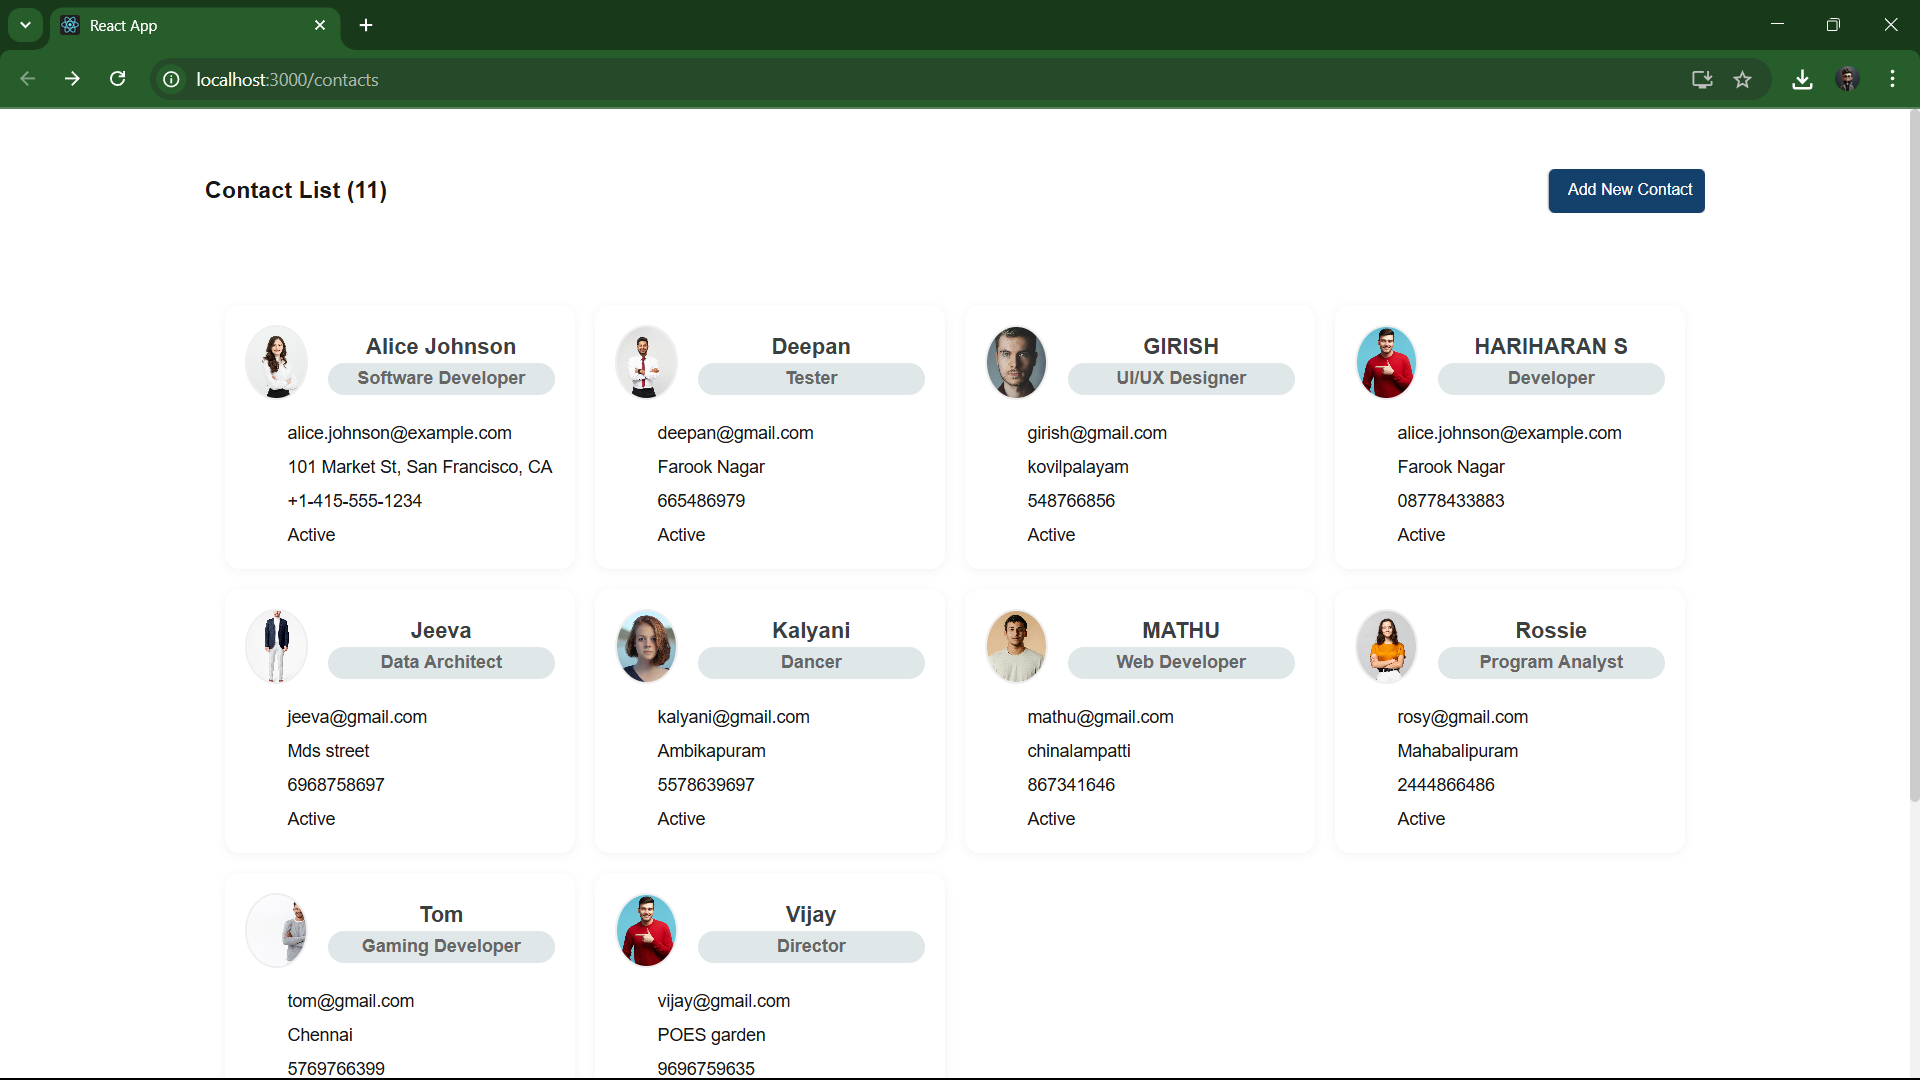 React App
localhost:3000/contacts
Contact List (11)
Add New Contact
Alice Johnson
Software Developer
alice.johnson@example.com
101 Market St, San Francisco, CA
+1-415-555-1234
Active
Deepan
Tester
deepan@gmail.com
Farook Nagar
665486979
Active
GIRISH
UI/UX Designer
girish@gmail.com
kovilpalayam
548766856
Active
HARIHARAN S
Developer
alice.johnson@example.com
Farook Nagar
08778433883
Active
Jeeva
Data Architect
jeeva@gmail.com
Mds street
6968758697
Active
Kalyani
Dancer
kalyani@gmail.com
Ambikapuram
5578639697
Active
MATHU
Web Developer
mathu@gmail.com
chinalampatti
867341646
Active
Rossie
Program Analyst
rosy@gmail.com
Mahabalipuram
2444866486
Active
Tom
Gaming Developer
tom@gmail.com
Chennai
5769766399
Vijay
Director
vijay@gmail.com
POES garden
9696759635